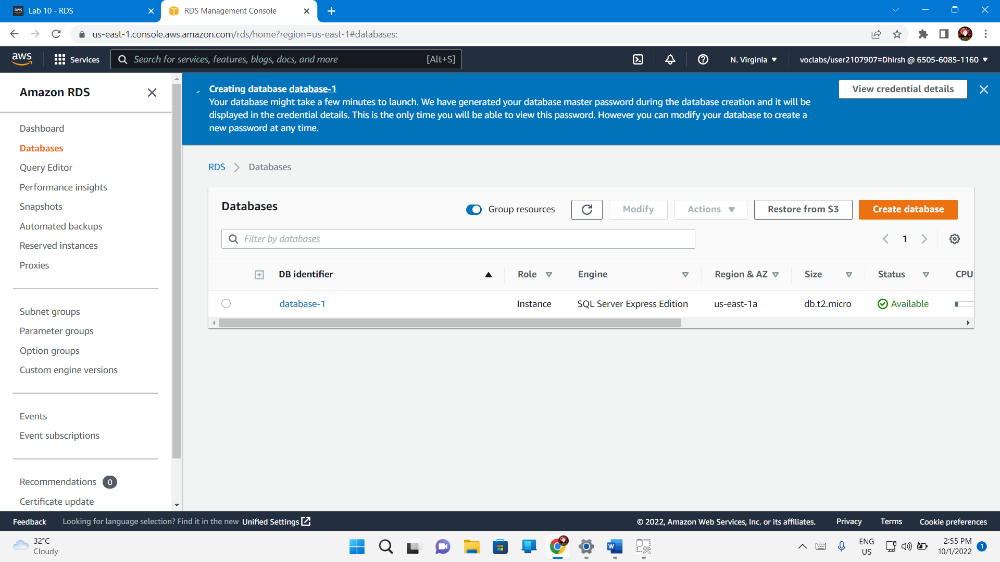 aws
Lab 10 - RDS
RDS Management Console
us-east-1.console.aws.amazon.com/rds/home?region=us-east-1#databases:
aws
Services
Search for services, features, blogs, docs, and more
[Alt+S]
N. Virginia
voclabs/user2107907=Dhirsh @ 6505-6085-1160
Amazon RDS
Dashboard
Databases
Query Editor
Performance insights
Snapshots
Automated backups
Reserved instances
Proxies
Subnet groups
Parameter groups
Option groups
Custom engine versions
Events
Event subscriptions
Recommendations 0
Certificate update
Creating database database-1
Your database might take a few minutes to launch. We have generated your database master password during the database creation and it will be
displayed in the credential details. This is the only time you will be able to view this password. However you can modify your database to create a
new password at any time.
View credential details
RDS
Databases
Databases
Group resources
Modify
Actions
Restore from S3
Create database
Filter by databases
1
DB identifier
Role
Engine
Region & AZ
Size
Status
CPU
database-1
Instance
SQL Server Express Edition
us-east-1a
db.t2.micro
Available
Feedback
Looking for language selection? Find it in the new Unified Settings
© 2022, Amazon Web Services, Inc. or its affiliates.
Privacy
Terms
Cookie preferences
32°C
Cloudy
W
ENG
US
2:55 PM
10/1/2022
1